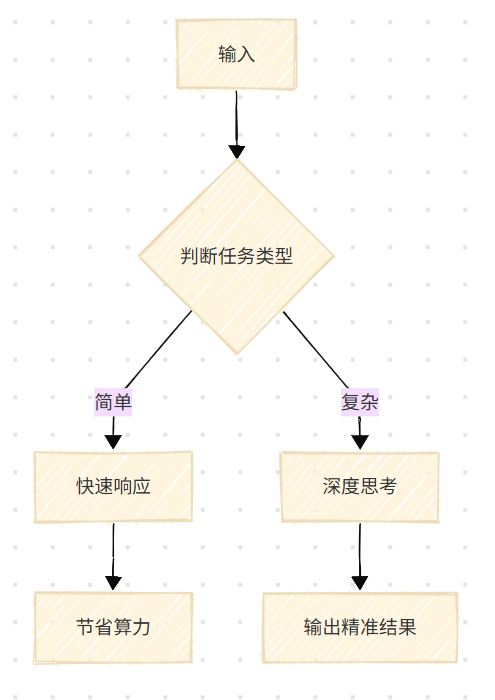 输入
判断任务类型
简单
复杂
快速响应
深度思考
节省算力
输出精准结果